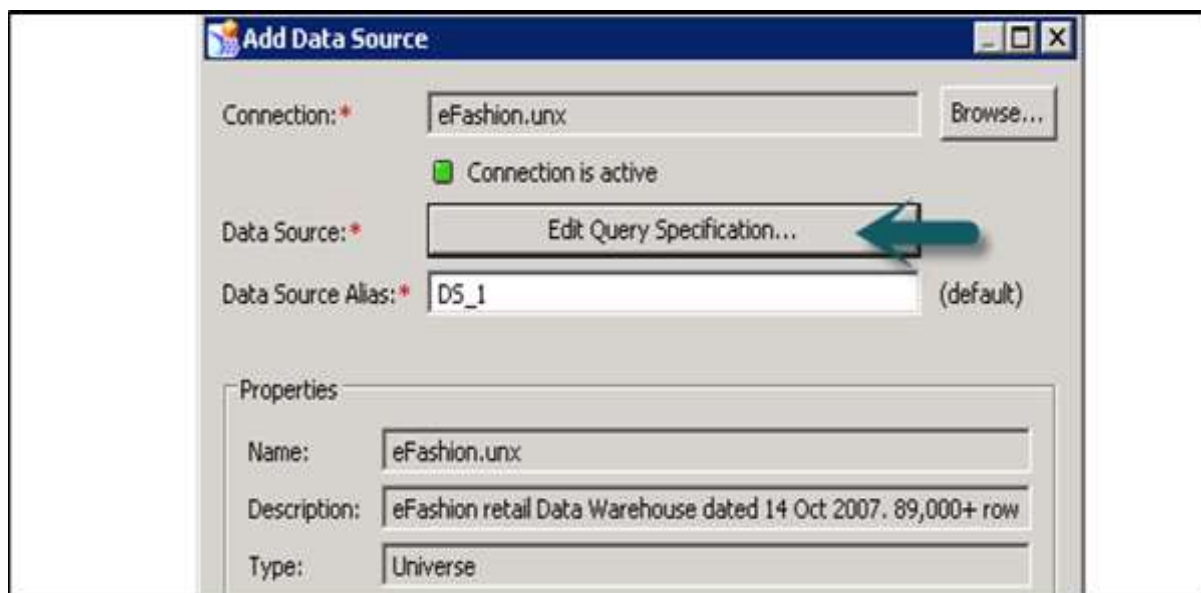 Add Data Source
Connection:* eFashion.unx Browse...
Connection is active
Data Source:* Edit Query Specification...
Data Source Alias:* DS_1 (default)
Properties
Name: eFashion.unx
Description: eFashion retail Data Warehouse dated 14 Oct 2007. 89,000+ row
Type: Universe